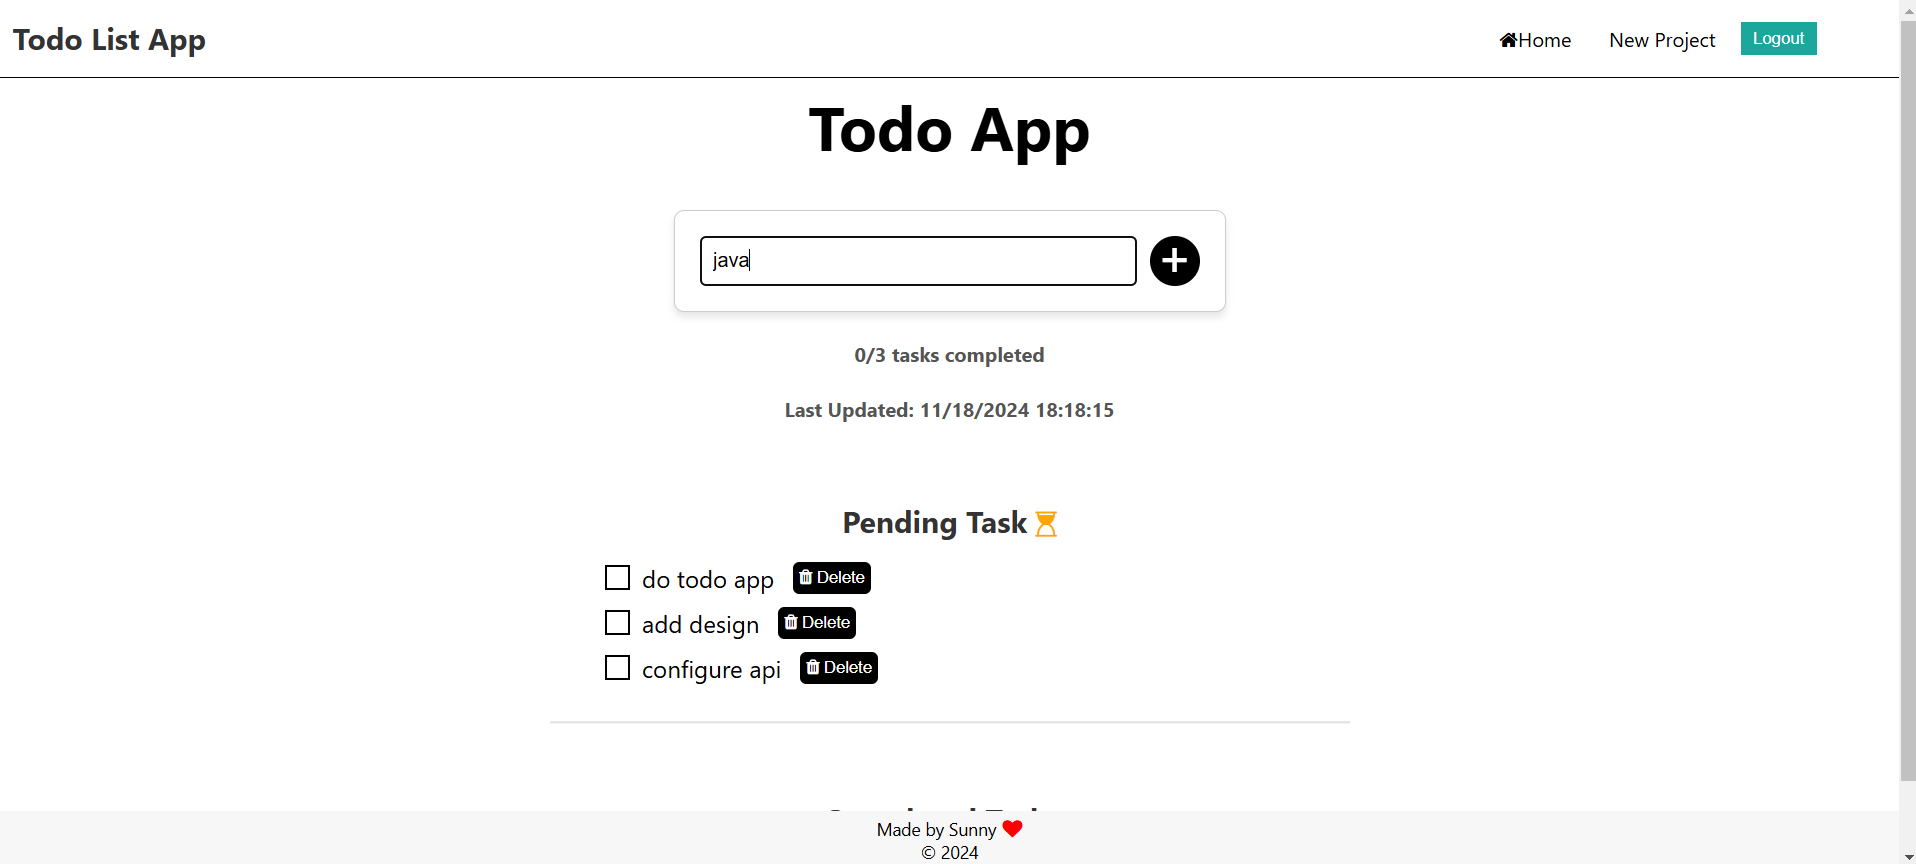 Todo List App
Home New Project Logout
Todo App
java
0/3 tasks completed
Last Updated: 11/18/2024 18:18:15
Pending Task
do todo app Delete
add design Delete
configure api Delete
Made by Sunny
© 2024